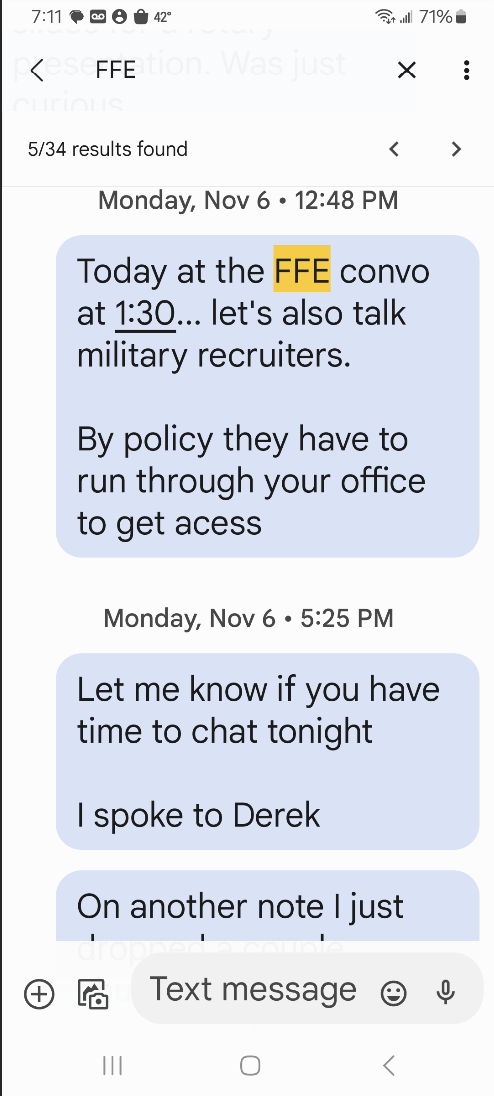 7:11 42° 71%
slides for a rotary
presentation. Was just
curious
FFE
5/34 results found
Monday, Nov 6 • 12:48 PM
Today at the FFE convo
at 1:30... let's also talk
military recruiters.
By policy they have to
run through your office
to get acess
Monday, Nov 6 • 5:25 PM
Let me know if you have
time to chat tonight
I spoke to Derek
On another note I just
dropped a couple
Text message